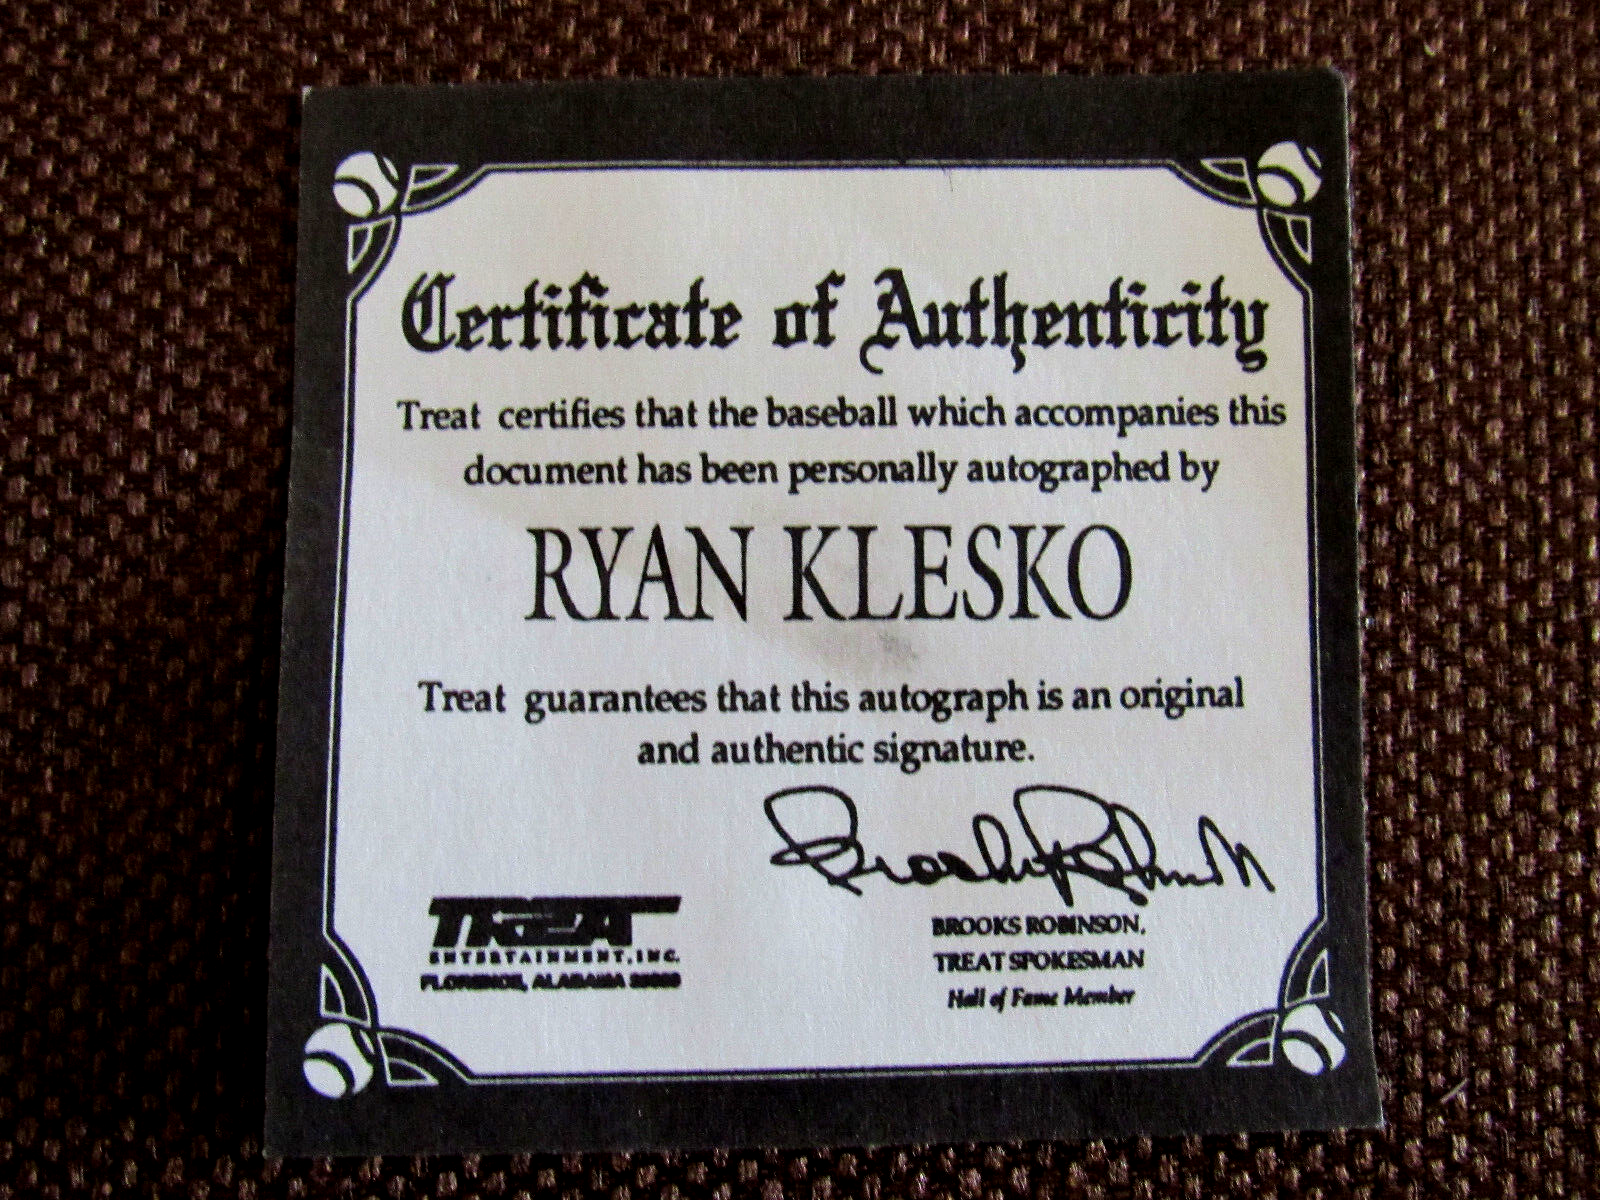 Certificate of Authenticity
Treat certifies that the baseball which accompanies this
document has been personally autographed by
RYAN KLESKO
Treat guarantees that this autograph is an original
and authentic signature.
Brooks Robinson
TREAT
ENTERTAINMENT, INC.
FLORENCE, ALABAMA
BROOKS ROBINSON,
TREAT SPOKESMAN
Hall of Fame Member